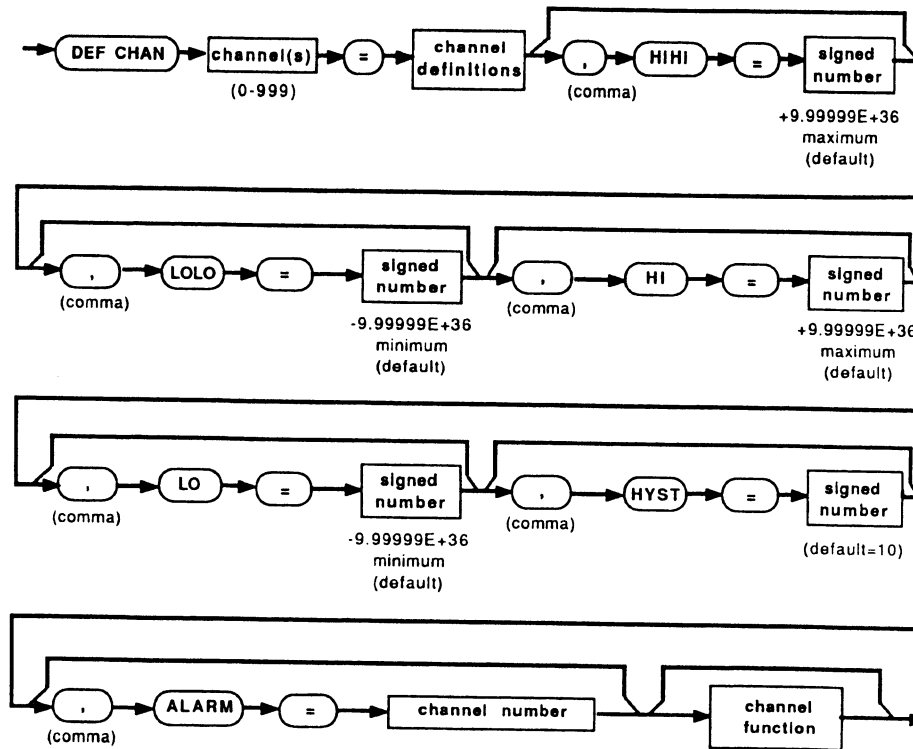 DEF CHAN channel(s) = channel definitions , HIHI = signed number
(0-999) (comma) +9.99999E+36
maximum
(default)
, LOLO = signed number , HI = signed number
(comma) -9.99999E+36 (comma) +9.99999E+36
minimum maximum
(default) (default)
, LO = signed number , HYST = signed number
(comma) -9.99999E+36 (comma) (default=10)
minimum
(default)
, ALARM = channel number channel function
(comma)